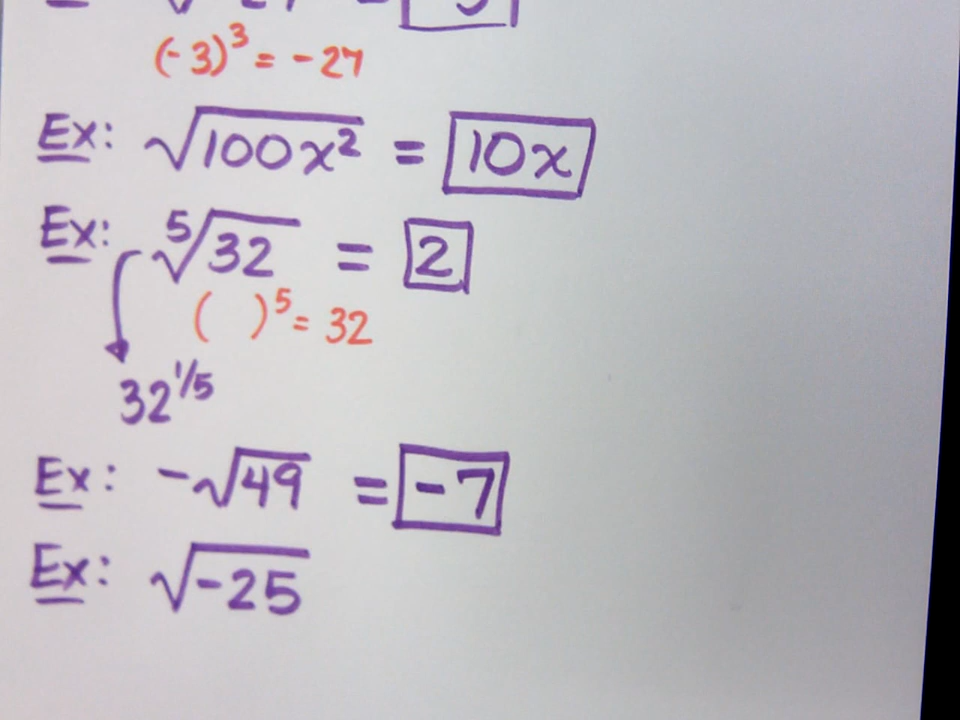 (-3)³ = -27
Ex: √100x² = 10x
Ex: ⁵√32 = 2
( )⁵ = 32
32^1/5
Ex: -√49 = -7
Ex: √-25